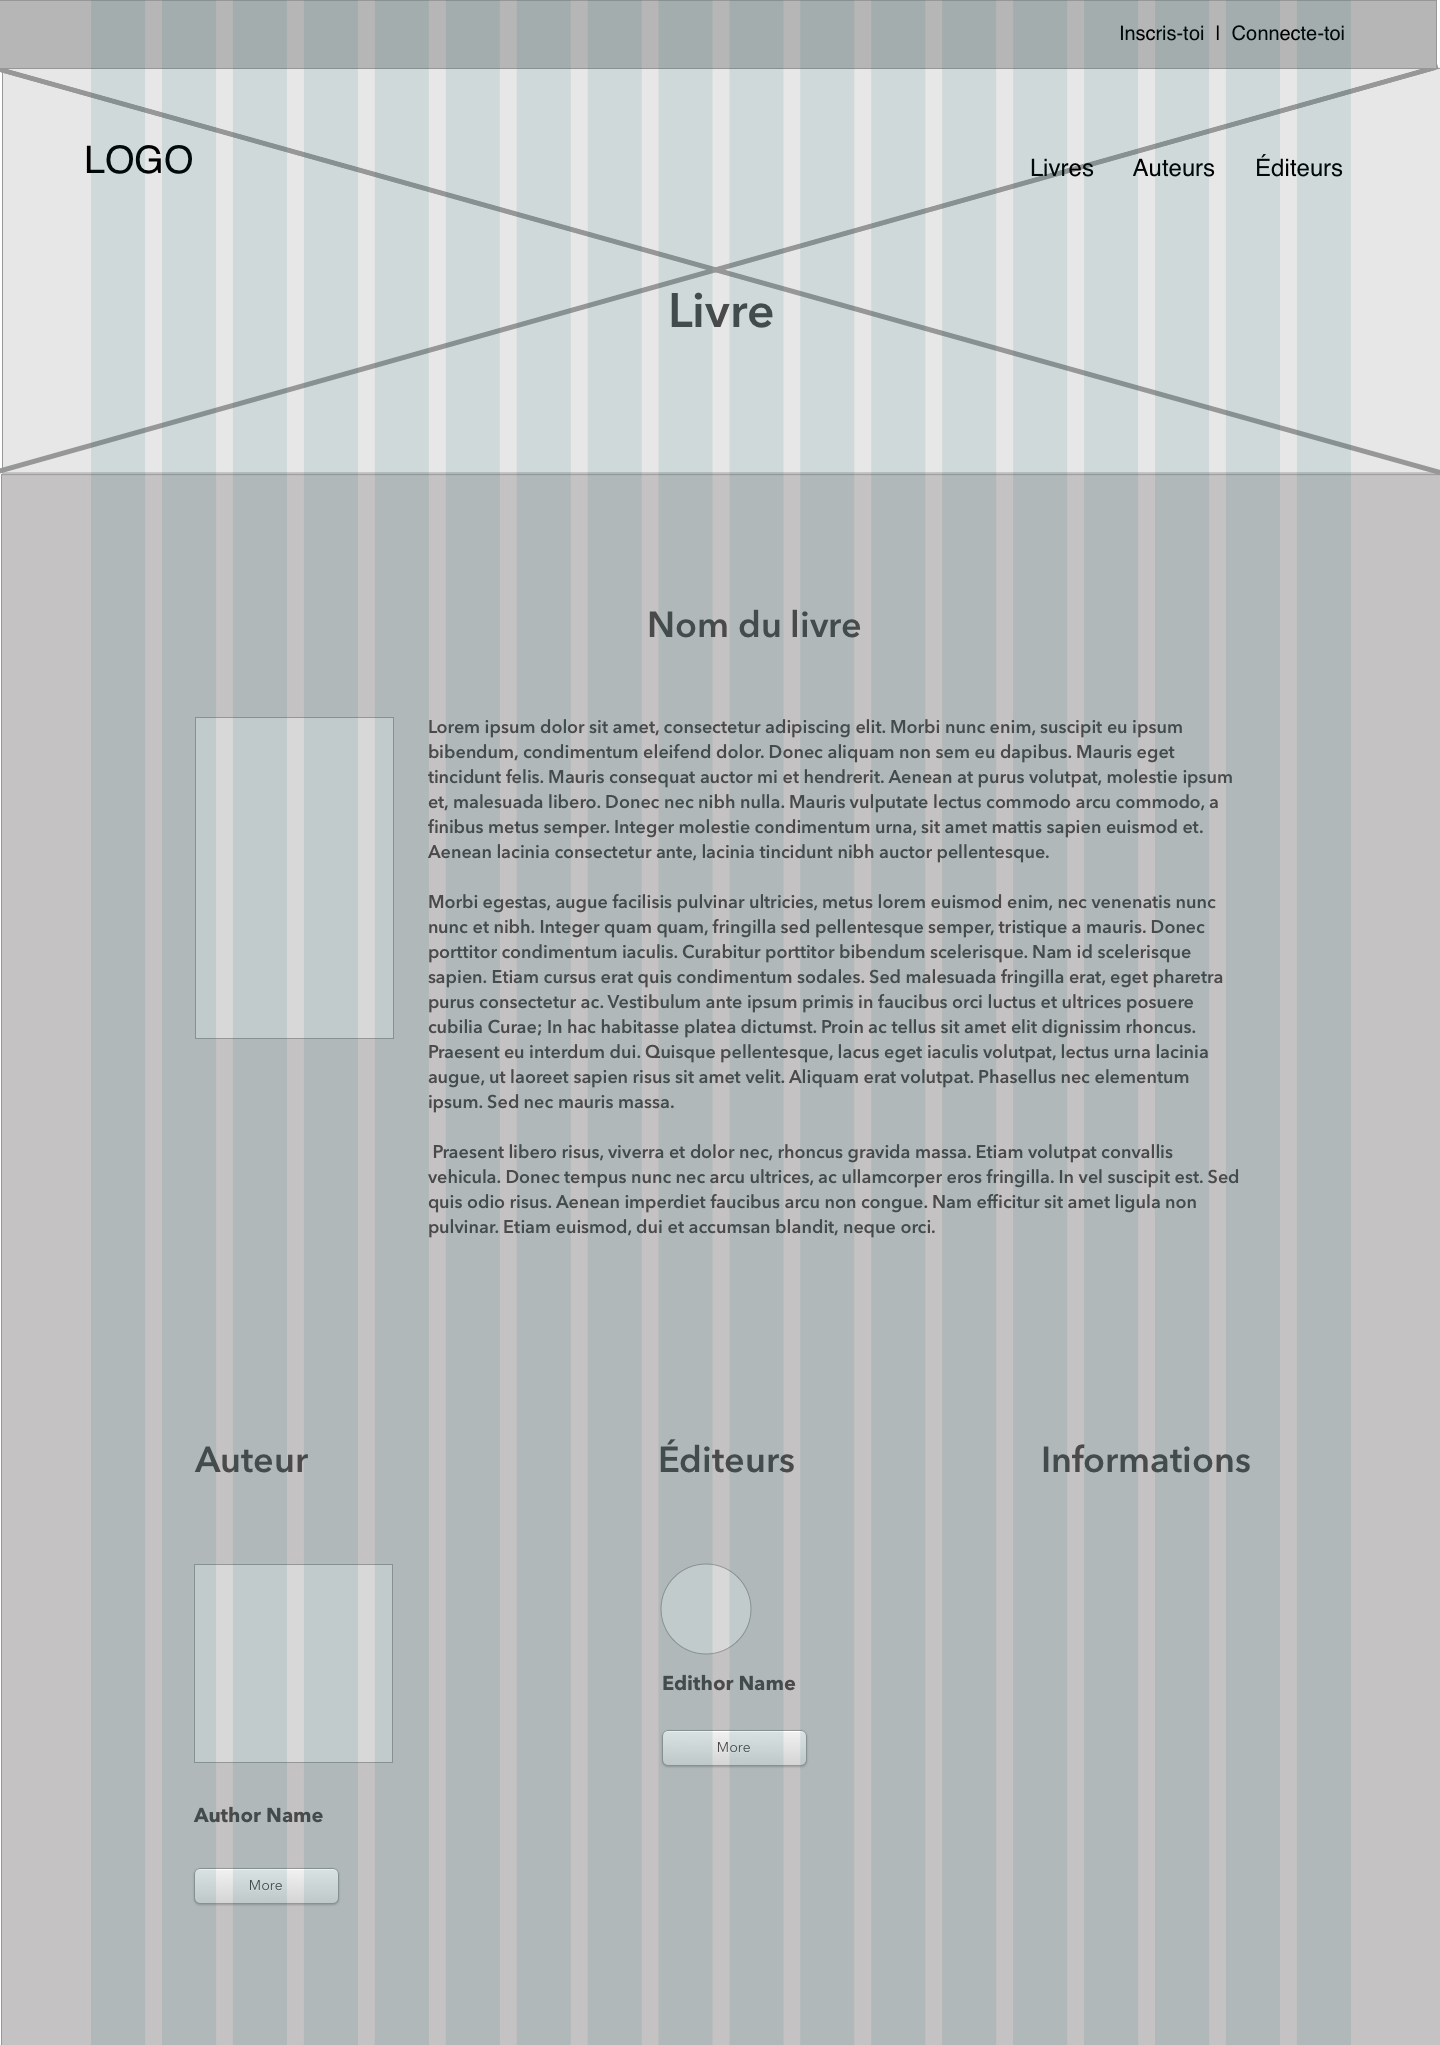 Inscris-toi | Connecte-toi
LOGO
Livres Auteurs Éditeurs
Livre
Nom du livre
Lorem ipsum dolor sit amet, consectetur adipiscing elit. Morbi nunc enim, suscipit eu ipsum
bibendum, condimentum eleifend dolor. Donec aliquam non sem eu dapibus. Mauris eget
tincidunt felis. Mauris consequat auctor mi et hendrerit. Aenean at purus volutpat, molestie ipsum
et, malesuada libero. Donec nec nibh nulla. Mauris vulputate lectus commodo arcu commodo, a
finibus metus semper. Integer molestie condimentum urna, sit amet mattis sapien euismod et.
Aenean lacinia consectetur ante, lacinia tincidunt nibh auctor pellentesque.
Morbi egestas, augue facilisis pulvinar ultricies, metus lorem euismod enim, nec venenatis nunc
nunc et nibh. Integer quam quam, fringilla sed pellentesque semper, tristique a mauris. Donec
porttitor condimentum iaculis. Curabitur porttitor bibendum scelerisque. Nam id scelerisque
sapien. Etiam cursus erat quis condimentum sodales. Sed malesuada fringilla erat, eget pharetra
purus consectetur ac. Vestibulum ante ipsum primis in faucibus orci luctus et ultrices posuere
cubilia Curae; In hac habitasse platea dictumst. Proin ac tellus sit amet elit dignissim rhoncus.
Praesent eu interdum dui. Quisque pellentesque, lacus eget iaculis volutpat, lectus urna lacinia
augue, ut laoreet sapien risus sit amet velit. Aliquam erat volutpat. Phasellus nec elementum
ipsum. Sed nec mauris massa.
Praesent libero risus, viverra et dolor nec, rhoncus gravida massa. Etiam volutpat convallis
vehicula. Donec tempus nunc nec arcu ultrices, ac ullamcorper eros fringilla. In vel suscipit est. Sed
quis odio risus. Aenean imperdiet faucibus arcu non congue. Nam efficitur sit amet ligula non
pulvinar. Etiam euismod, dui et accumsan blandit, neque orci.
Auteur Éditeurs Informations
Edithor Name
More
Author Name
More